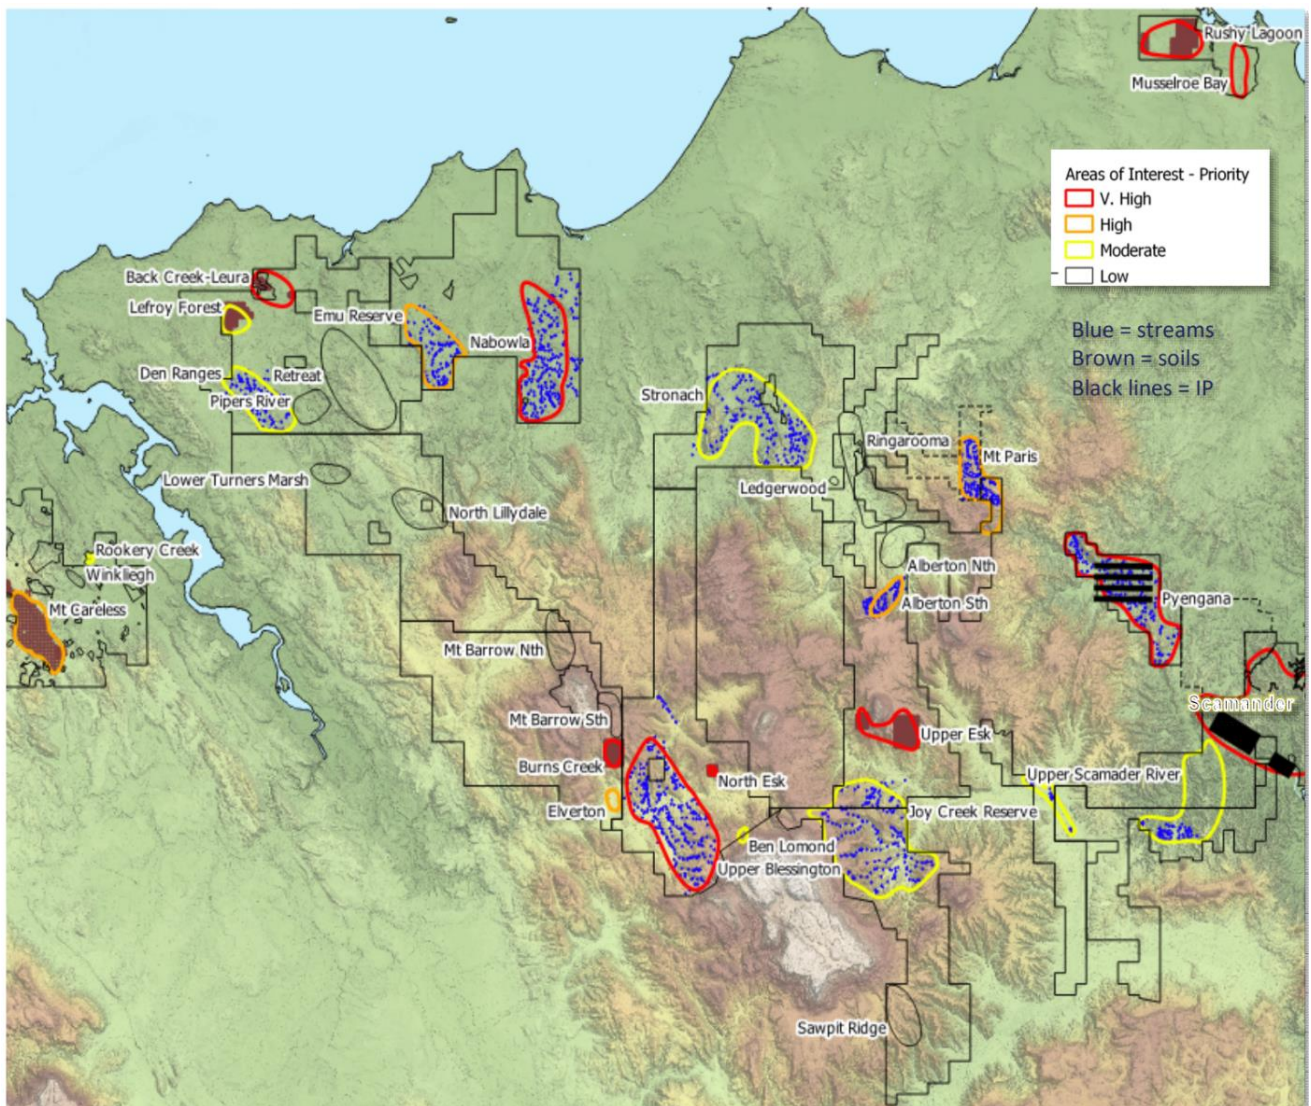 Rushy Lagoon
Musselroe Bay
Areas of Interest - Priority
V. High
High
Moderate
Low
Blue = streams
Brown = soils
Black lines = IP
Back Creek-Leura
Lefroy Forest
Emu Reserve
Nabowla
Den Ranges
Retreat
Pipers River
Stronach
Ringarooma
Mt Paris
Lower Turners Marsh
Ledgerwood
North Lillydale
Rookery Creek
Winkliegh
Alberton Nth
Mt Careless
Alberton Sth
Pyengana
Mt Barrow Nth
Scamander
Mt Barrow Sth
Upper Esk
Burns Creek
North Esk
Upper Scamader River
Elverton
Joy Creek Reserve
Ben Lomond
Upper Blessington
Sawpit Ridge